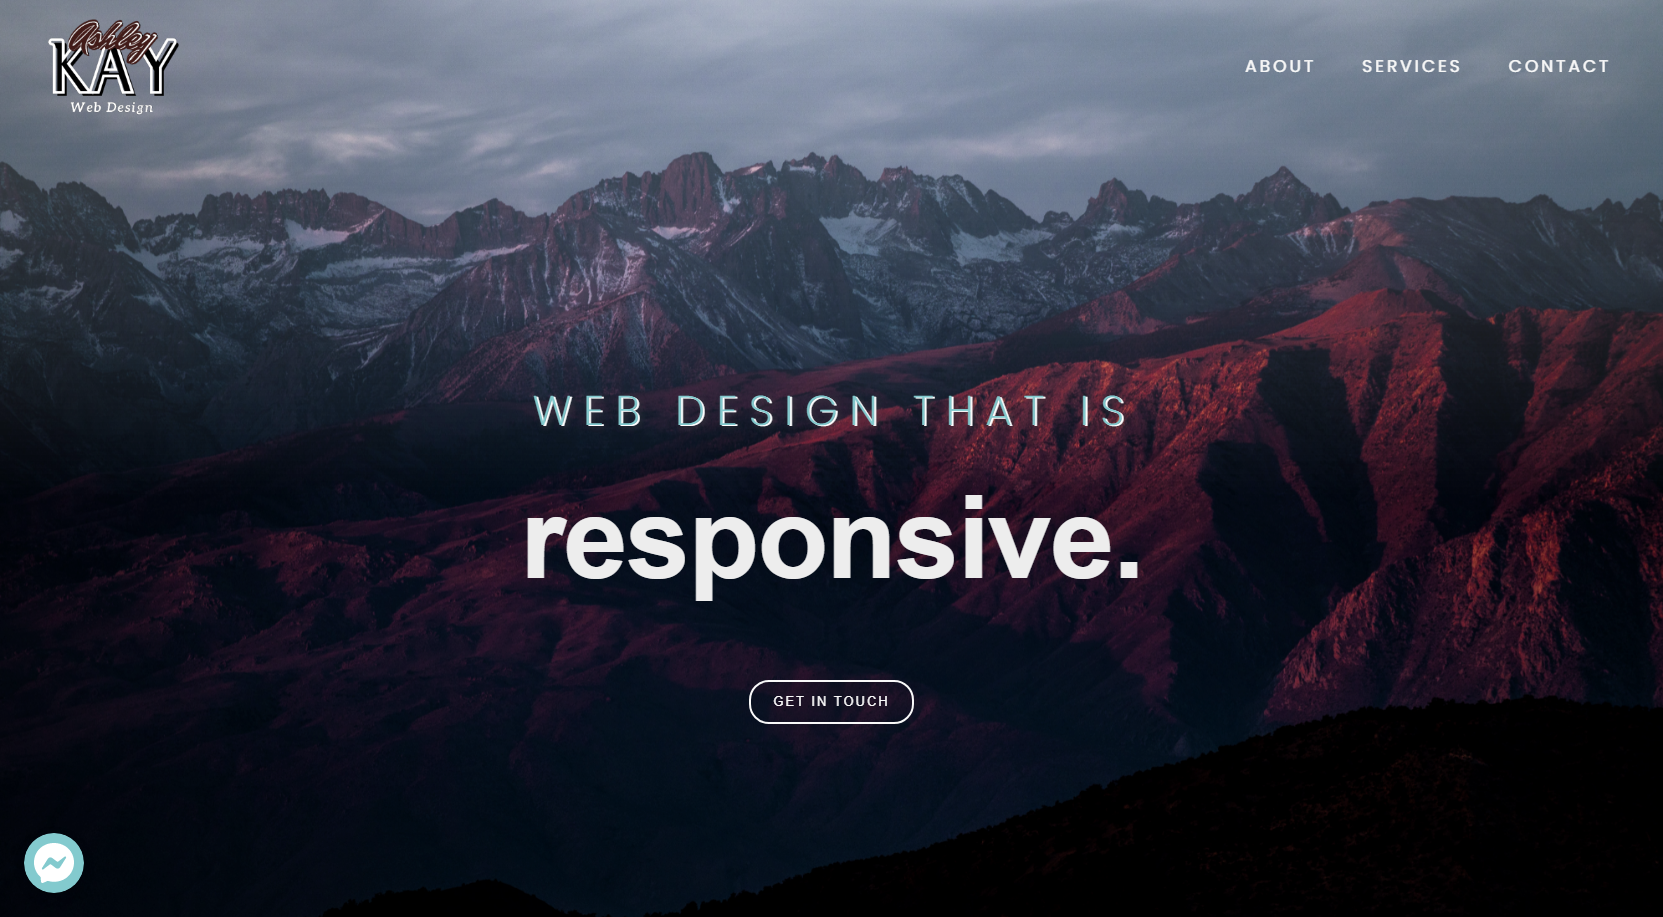 Ashley
KAY
Web Design
ABOUT SERVICES CONTACT
WEB DESIGN THAT IS
responsive.
GET IN TOUCH